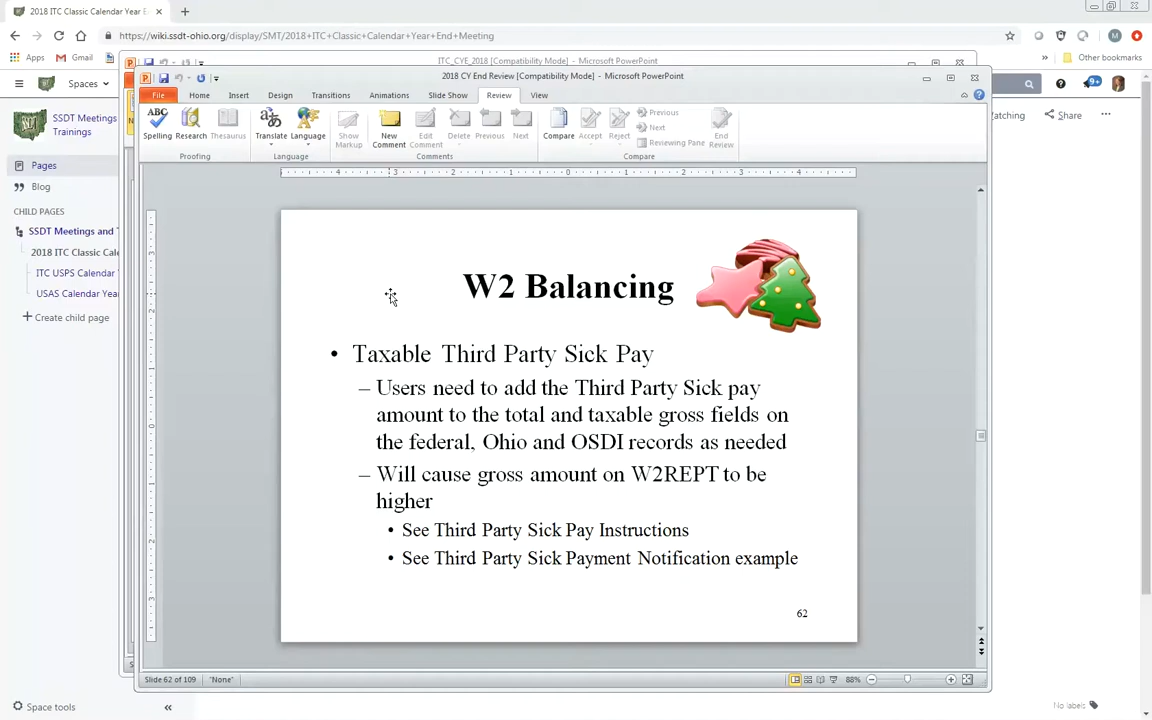 2018 ITC Classic Calendar Year E
https://wiki.ssdt-ohio.org/display/SMT/2018+ITC+Classic+Calendar+Year+End+Meeting
M
Apps
Gmail
»
Other bookmarks
ITC_CYE_2018 [Compatibility Mode] - Microsoft PowerPoint
2018 CY End Review [Compatibility Mode] - Microsoft PowerPoint
Spaces
9+
File
Home
Insert
Design
Transitions
Animations
Slide Show
Review
View
SSDT Meetings
Trainings
ABC
Spelling
Research
Thesaurus
Translate
Language
Show
Markup
New
Comment
Edit
Comment
Delete
Previous
Next
Compare
Accept
Reject
Previous
Next
Reviewing Pane
End
Review
Proofing
Language
Comments
Compare
atching
Share
Pages
Blog
CHILD PAGES
SSDT Meetings and T
2018 ITC Classic Cale
ITC USPS Calendar
USAS Calendar Year
Create child page
W2 Balancing
• Taxable Third Party Sick Pay
– Users need to add the Third Party Sick pay
amount to the total and taxable gross fields on
the federal, Ohio and OSDI records as needed
– Will cause gross amount on W2REPT to be
higher
• See Third Party Sick Pay Instructions
• See Third Party Sick Payment Notification example
62
Slide 62 of 109
"None"
88%
Space tools
«
No labels